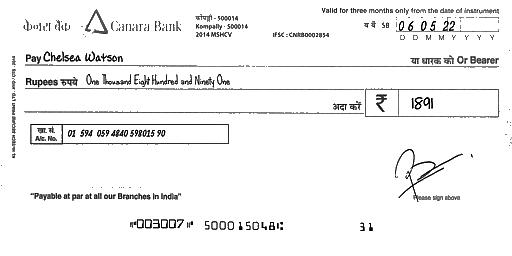 Valid for three months only from the date of instrument
केनरा बैंक Canara Bank
कोंपल्ली - 500014
Kompally - 500014
2014 MSHCV
IFSC : CNRB0002854
SB 06 05 22
D D M M Y Y Y Y
Pay Chelsea Watson
या धारक को Or Bearer
Rupees रुपये One Thousand Eight Hundred and Ninety One
अदा करें ₹ 1891
खा. सं.
A/c. No. 01 594 059 4840 598015 90
"Payable at par at all our Branches in India"
Please sign above
⑈003007⑈ 500015048⑆ 31